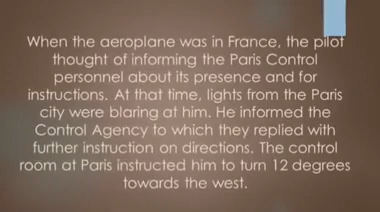 When the aeroplane was in France, the pilot
thought of informing the Paris Control
personnel about its presence and for
instructions. At that time, lights from the Paris
city were blaring at him. He informed the
Control Agency to which they replied with
further instruction on directions. The control
room at Paris instructed him to turn 12 degrees
towards the west.